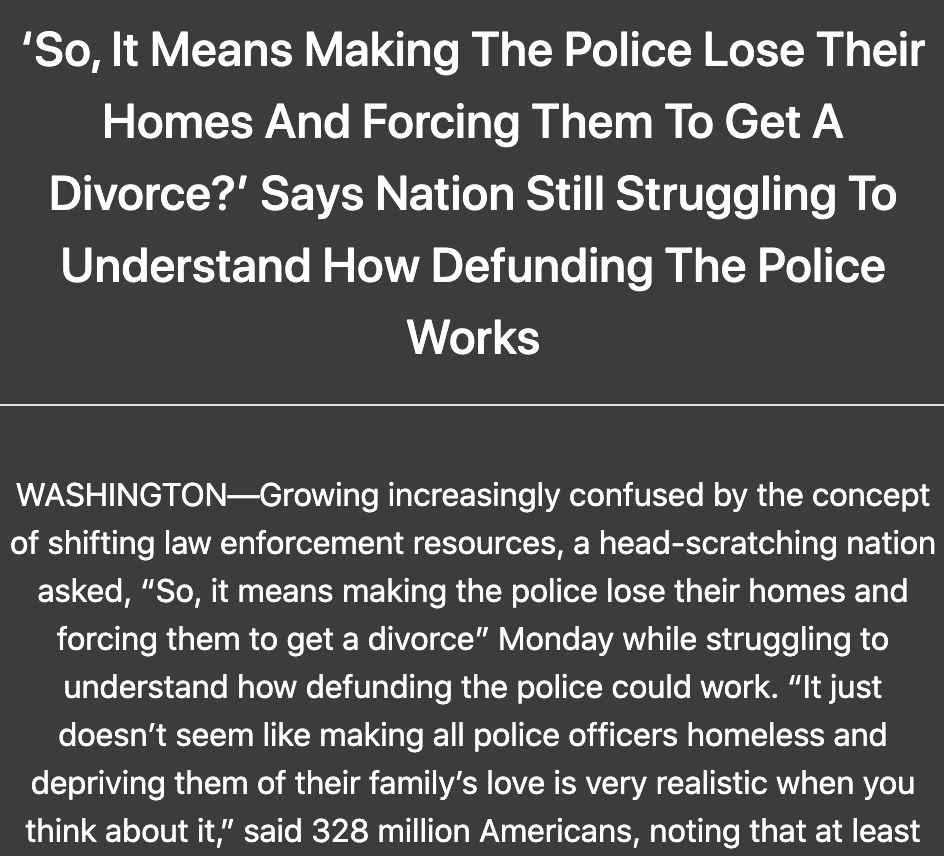 ‘So, It Means Making The Police Lose Their
Homes And Forcing Them To Get A
Divorce?’ Says Nation Still Struggling To
Understand How Defunding The Police
Works
WASHINGTON—Growing increasingly confused by the concept
of shifting law enforcement resources, a head-scratching nation
asked, “So, it means making the police lose their homes and
forcing them to get a divorce” Monday while struggling to
understand how defunding the police could work. “It just
doesn’t seem like making all police officers homeless and
depriving them of their family’s love is very realistic when you
think about it,” said 328 million Americans, noting that at least